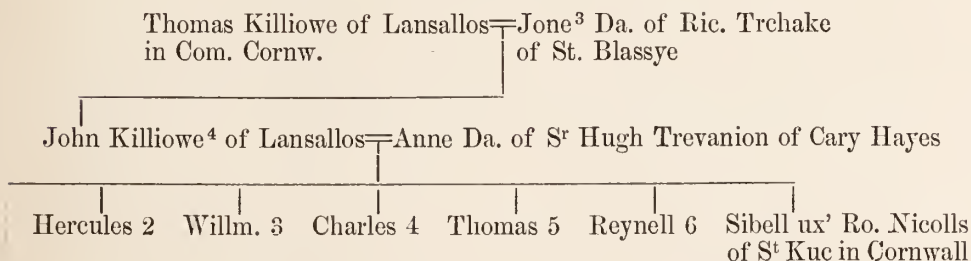 Thomas Killiowe of Lansallos=Jone³ Da. of Ric. Trchake
in Com. Cornw. of St. Blassye
John Killiowe⁴ of Lansallos=Anne Da. of Sʳ Hugh Trevanion of Cary Hayes
Hercules 2 Willm. 3 Charles 4 Thomas 5 Reynell 6 Sibell ux' Ro. Nicolls
of Sᵗ Kuc in Cornwall